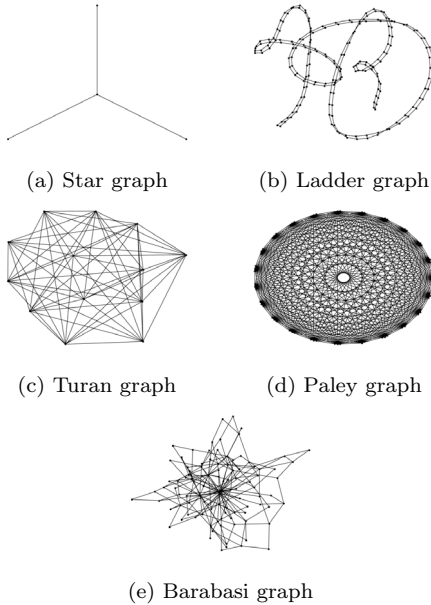 (a) Star graph
(b) Ladder graph
(c) Turan graph
(d) Paley graph
(e) Barabasi graph